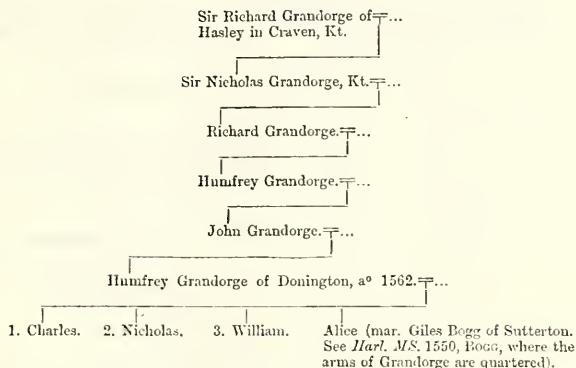 Sir Richard Grandorge of=...
Hasley in Craven, Kt.
Sir Nicholas Grandorge, Kt.=...
Richard Grandorge.=...
Humfrey Grandorge.=...
John Grandorge.=...
Humfrey Grandorge of Donington, aº 1562.=...
1. Charles. 2. Nicholas. 3. William. Alice (mar. Giles Bogg of Sutterton.
See Harl. MS. 1550, BOGG, where the
arms of Grandorge are quartered).